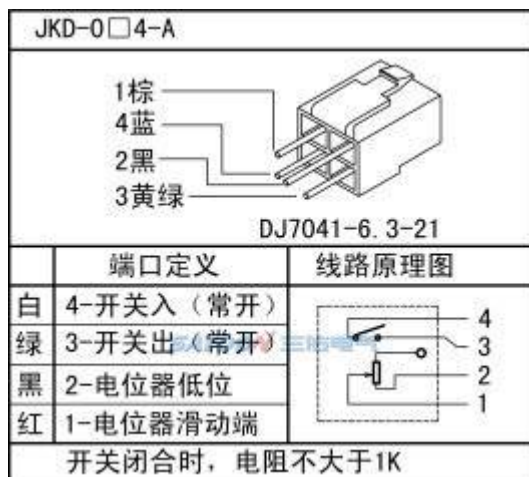 JKD-0□4-A
1棕
4蓝
2黑
3黄绿
DJ7041-6.3-21
端口定义 线路原理图
白 4-开关入（常开）
绿 3-开关出（常开）
黑 2-电位器低位
红 1-电位器滑动端
4
3
2
1
开关闭合时，电阻不大于1K